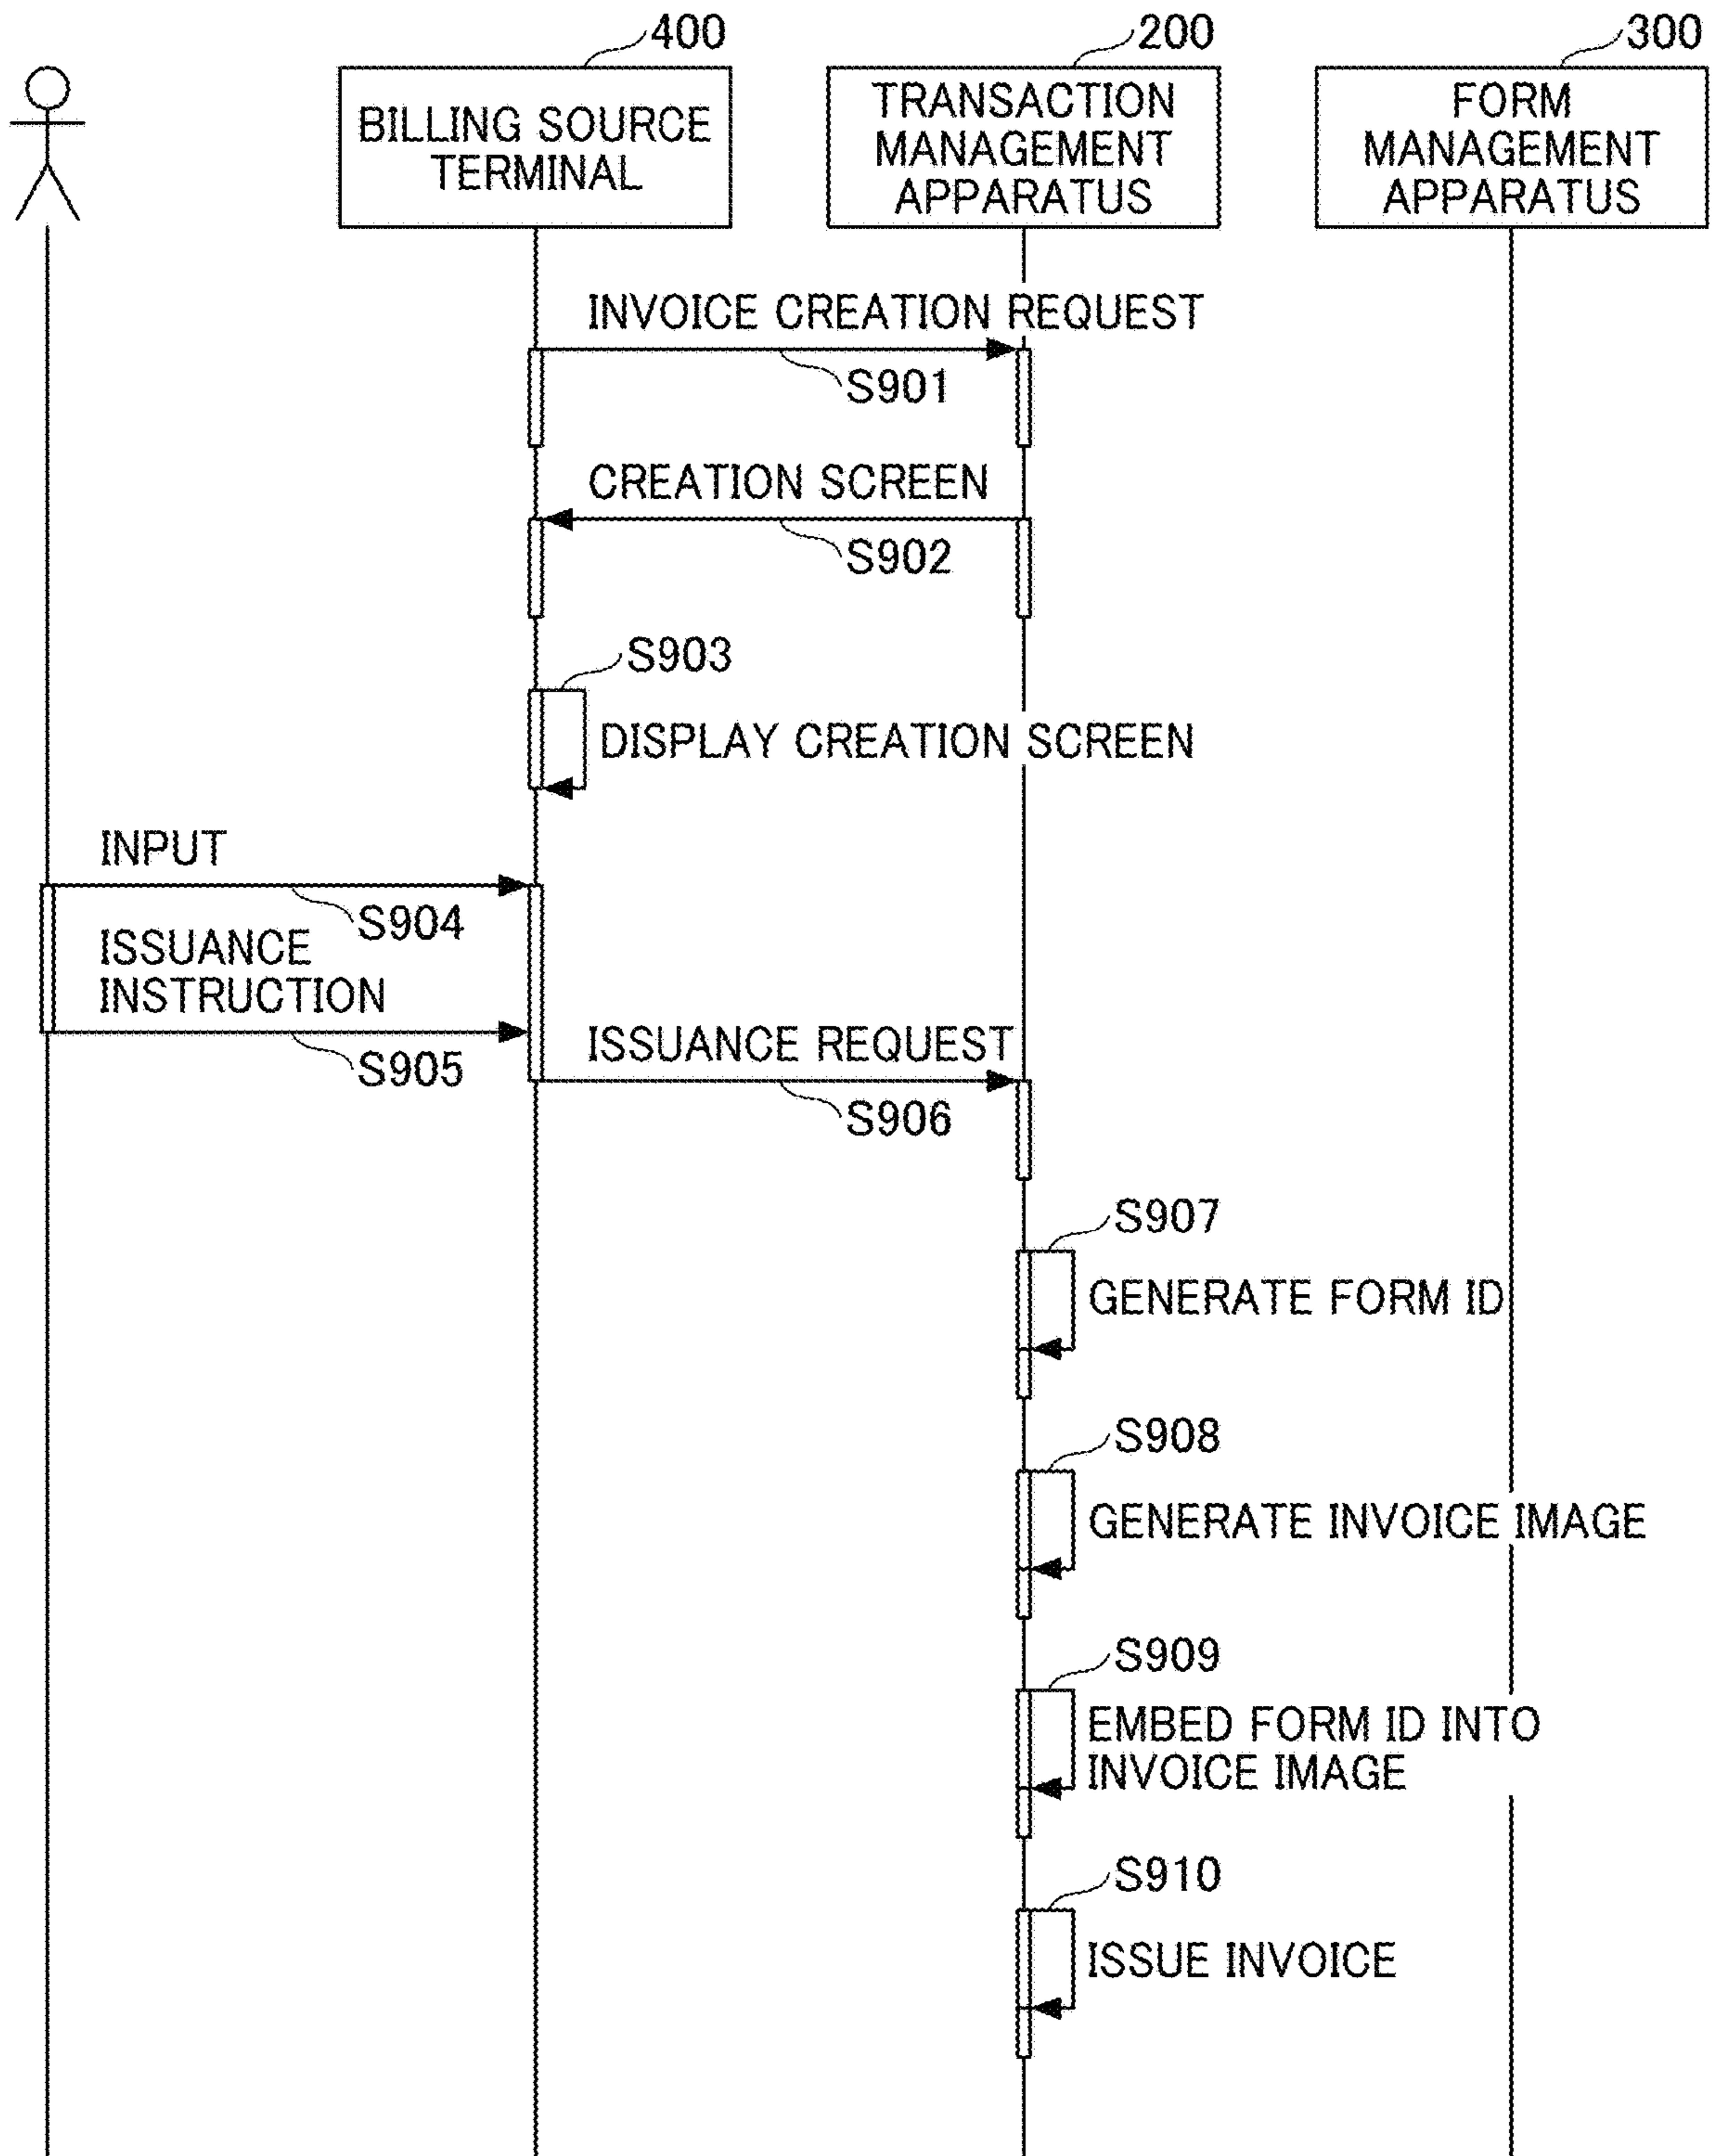 400
200
300
BILLING SOURCE
TERMINAL
TRANSACTION
MANAGEMENT
APPARATUS
FORM
MANAGEMENT
APPARATUS
INVOICE CREATION REQUEST
S901
CREATION SCREEN
S902
S903
DISPLAY CREATION SCREEN
INPUT
S904
ISSUANCE
INSTRUCTION
S905
ISSUANCE REQUEST
S906
S907
GENERATE FORM ID
S908
GENERATE INVOICE IMAGE
S909
EMBED FORM ID INTO
INVOICE IMAGE
S910
ISSUE INVOICE